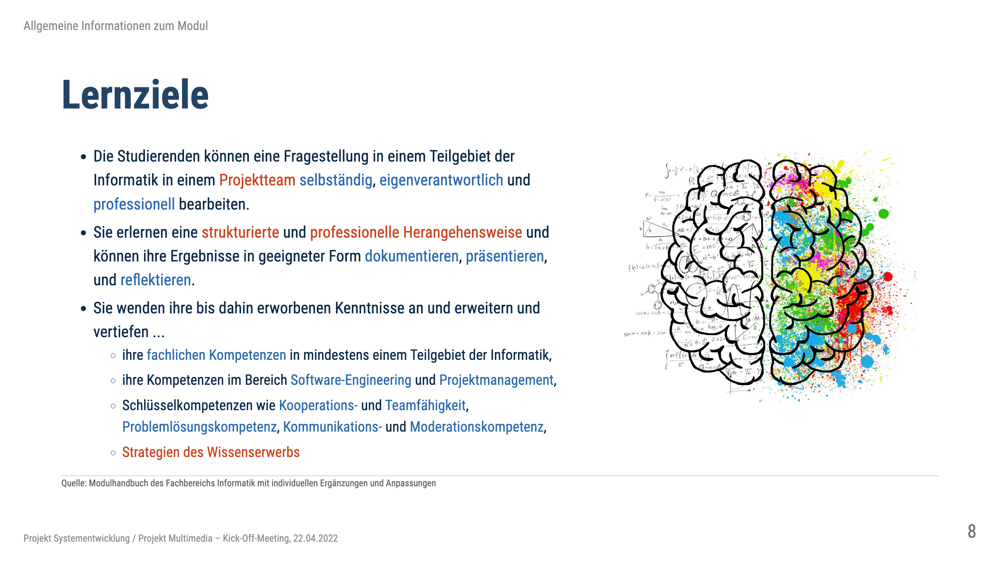 Allgemeine Informationen zum Modul
Lernziele
• Die Studierenden können eine Fragestellung in einem Teilgebiet der
Informatik in einem Projektteam selbständig, eigenverantwortlich und
professionell bearbeiten.
• Sie erlernen eine strukturierte und professionelle Herangehensweise und
können ihre Ergebnisse in geeigneter Form dokumentieren, präsentieren,
und reflektieren.
• Sie wenden ihre bis dahin erworbenen Kenntnisse an und erweitern und
vertiefen ...
◦ ihre fachlichen Kompetenzen in mindestens einem Teilgebiet der Informatik,
◦ ihre Kompetenzen im Bereich Software-Engineering und Projektmanagement,
◦ Schlüsselkompetenzen wie Kooperations- und Teamfähigkeit,
Problemlösungskompetenz, Kommunikations- und Moderationskompetenz,
◦ Strategien des Wissenserwerbs
Quelle: Modulhandbuch des Fachbereichs Informatik mit individuellen Ergänzungen und Anpassungen
Projekt Systementwicklung / Projekt Multimedia – Kick-Off-Meeting, 22.04.2022
8